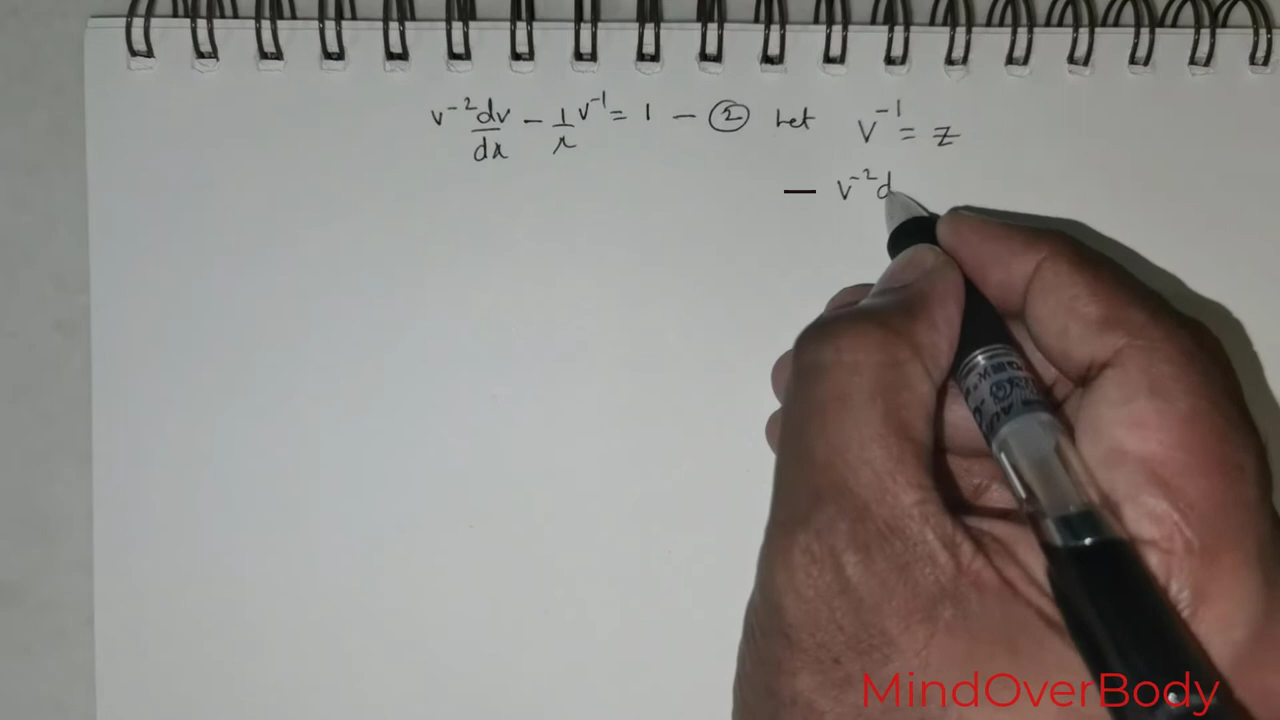 v⁻² dv/dx - 1/x v⁻¹ = 1 - ② Let v⁻¹ = z
- v⁻² d
MindOverBody